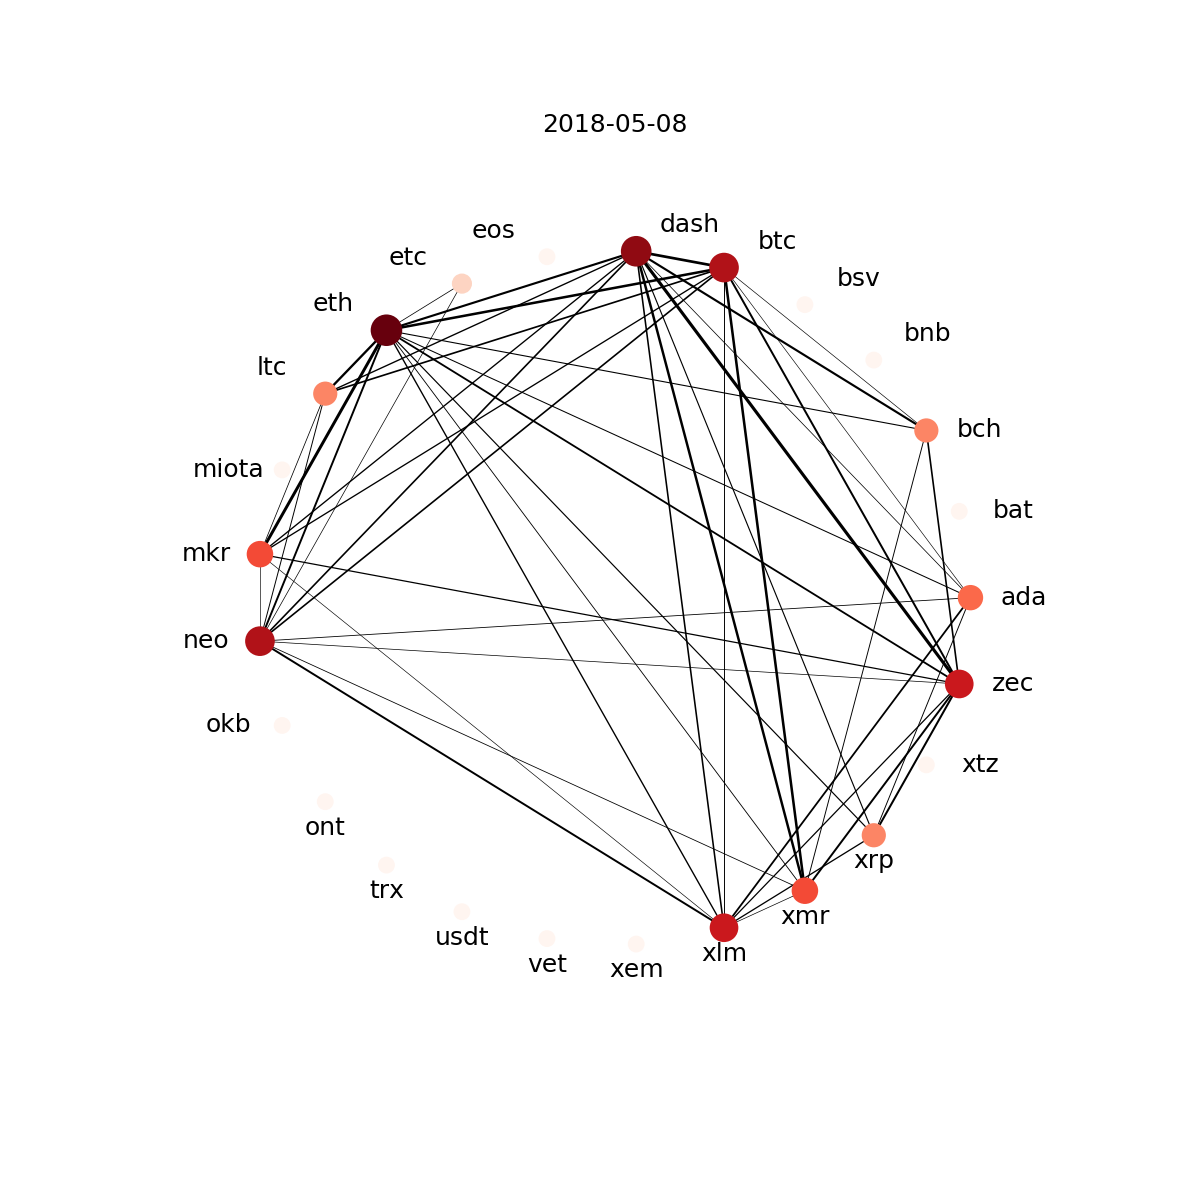 2018-05-08
dash
eos
btc
etc
bsv
eth
bnb
ltc
bch
miota
bat
mkr
ada
neo
zec
okb
xtz
ont
xrp
trx
xmr
usdt
xlm
vet
xem